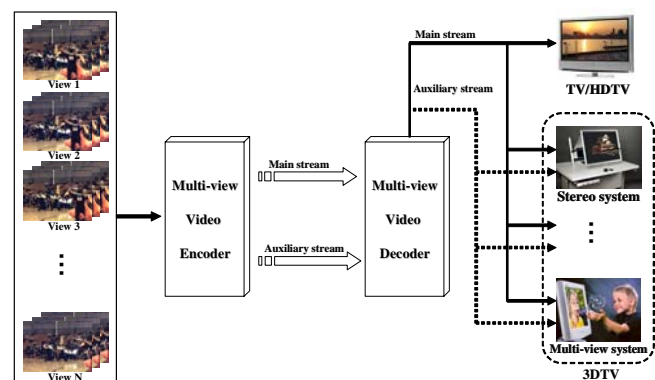 View 1
View 2
View 3
View N
Multi-view
Video
Encoder
Main stream
Auxiliary stream
Multi-view
Video
Decoder
Main stream
Auxiliary stream
TV/HDTV
Stereo system
Multi-view system
3DTV